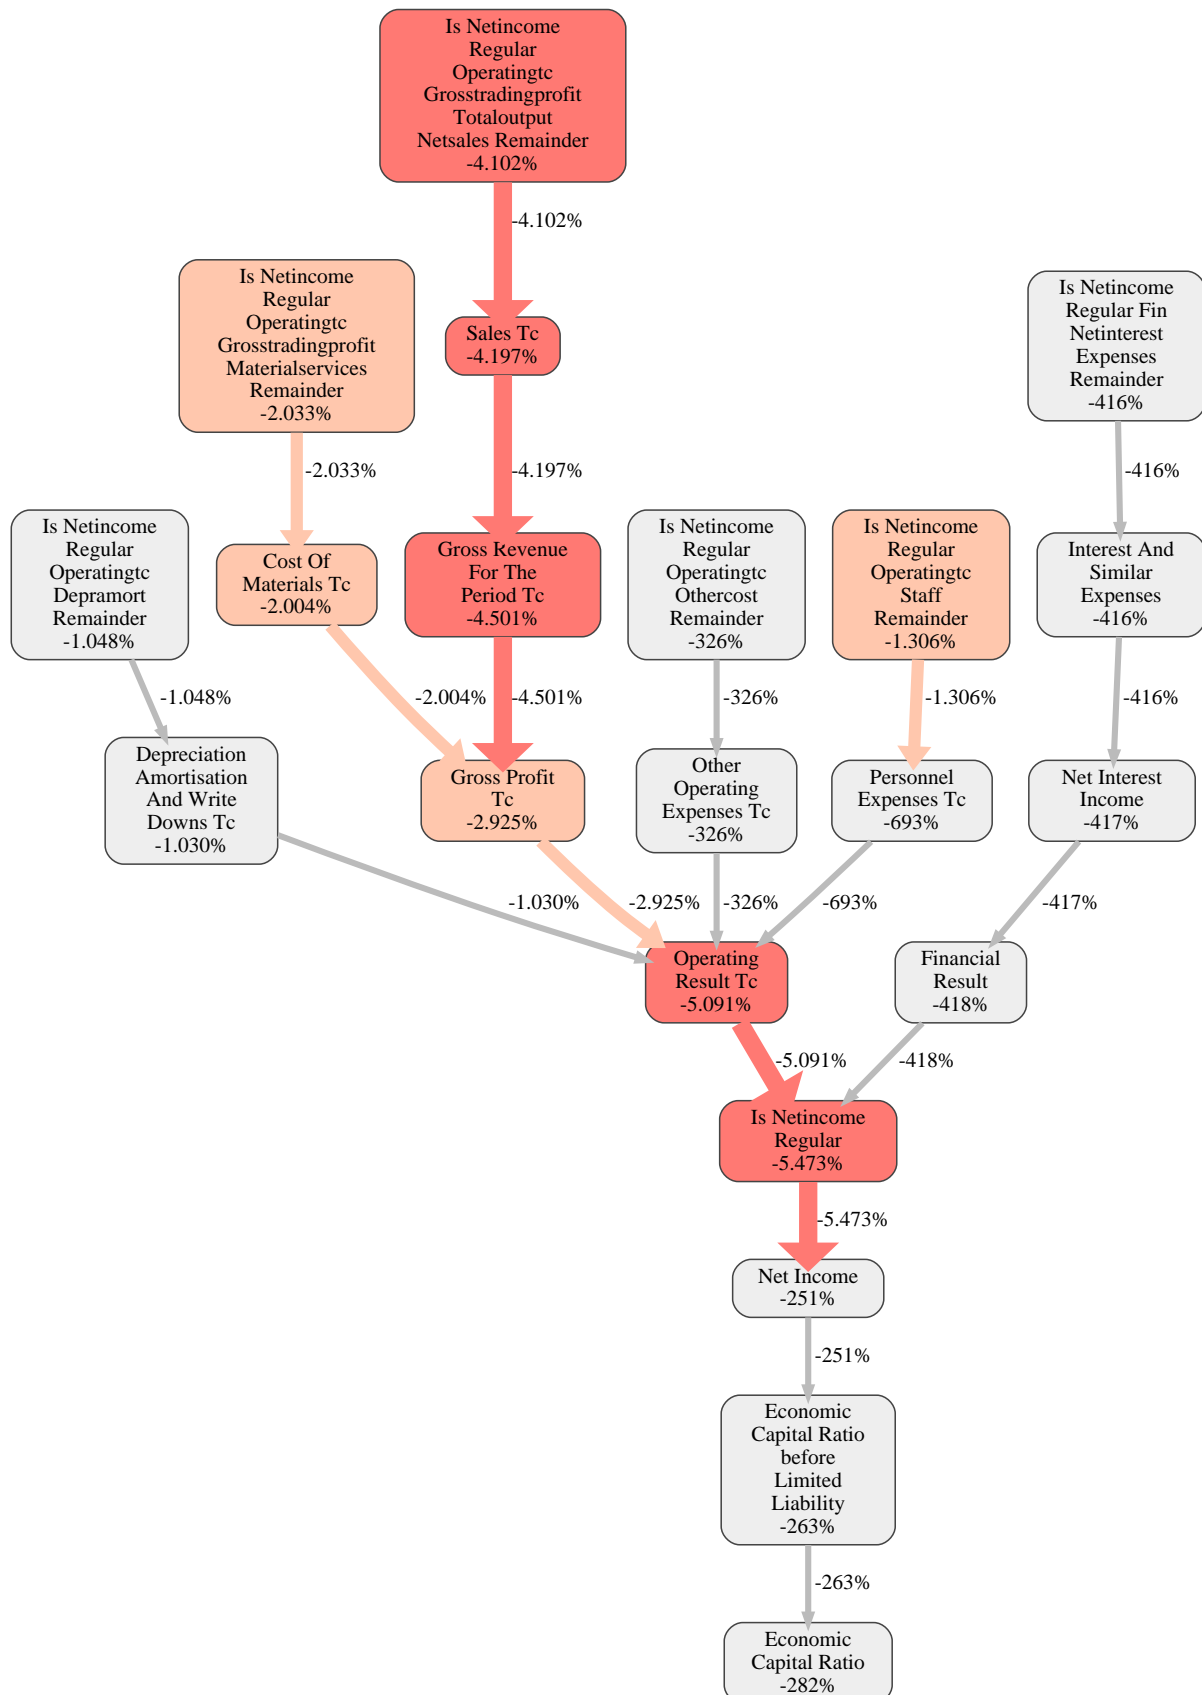 Is Netincome
Regular
Operatingtc
Grosstradingprofit
Totaloutput
Netsales Remainder
-4.102%
-4.102%
Is Netincome
Regular
Operatingtc
Grosstradingprofit
Materialservices
Remainder
-2.033%
Sales Tc
-4.197%
Is Netincome
Regular Fin
Netinterest
Expenses
Remainder
-416%
-2.033%
-4.197%
-416%
Is Netincome
Regular
Operatingtc
Depramort
Remainder
-1.048%
Cost Of
Materials Tc
-2.004%
Gross Revenue
For The
Period Tc
-4.501%
Is Netincome
Regular
Operatingtc
Othercost
Remainder
-326%
Is Netincome
Regular
Operatingtc
Staff
Remainder
-1.306%
Interest And
Similar
Expenses
-416%
-1.048%
-2.004%
-4.501%
-326%
-1.306%
-416%
Depreciation
Amortisation
And Write
Downs Tc
-1.030%
Gross Profit
Tc
-2.925%
Other
Operating
Expenses Tc
-326%
Personnel
Expenses Tc
-693%
Net Interest
Income
-417%
-1.030%
-2.925%
-326%
-693%
-417%
Operating
Result Tc
-5.091%
Financial
Result
-418%
-5.091%
-418%
Is Netincome
Regular
-5.473%
-5.473%
Net Income
-251%
-251%
Economic
Capital Ratio
before
Limited
Liability
-263%
-263%
Economic
Capital Ratio
-282%